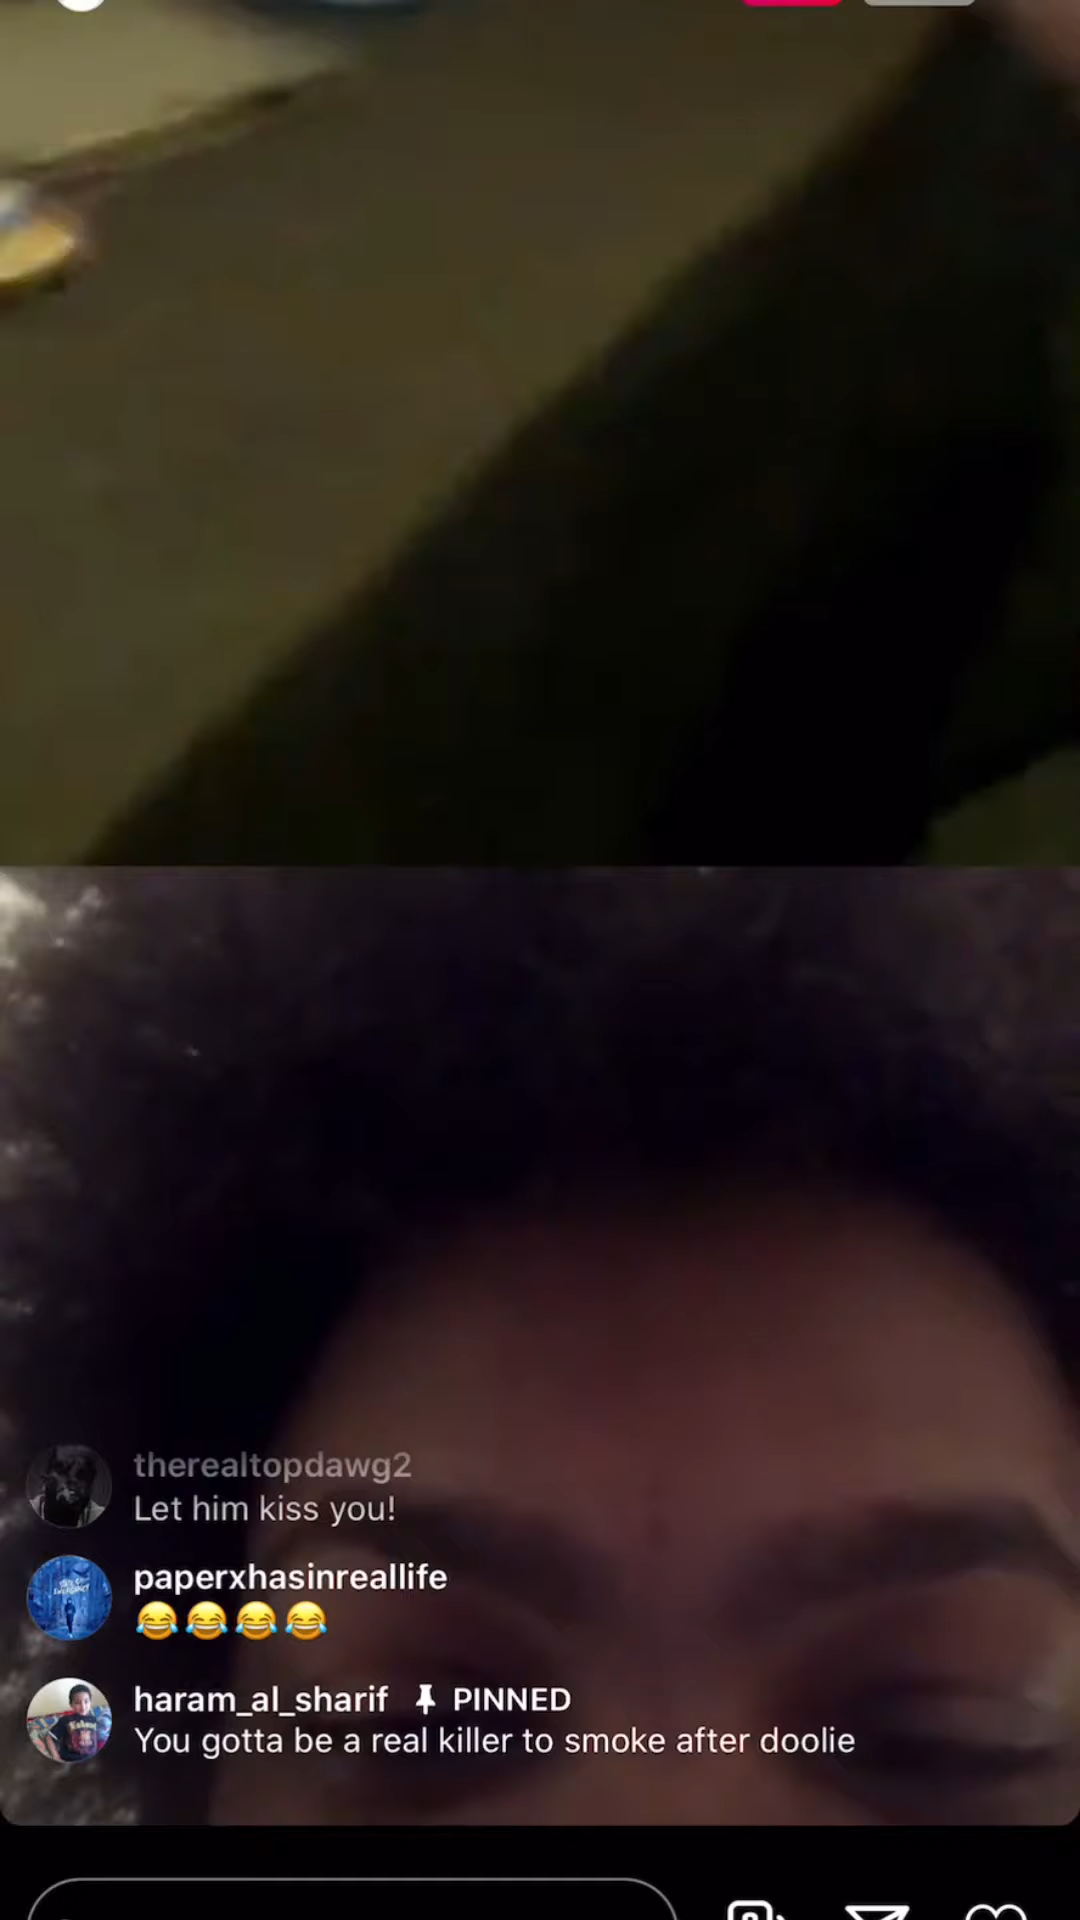 therealtopdawg2
Let him kiss you!
paperxhasinreallife
😂😂😂😂
haram_al_sharif PINNED
You gotta be a real killer to smoke after doolie